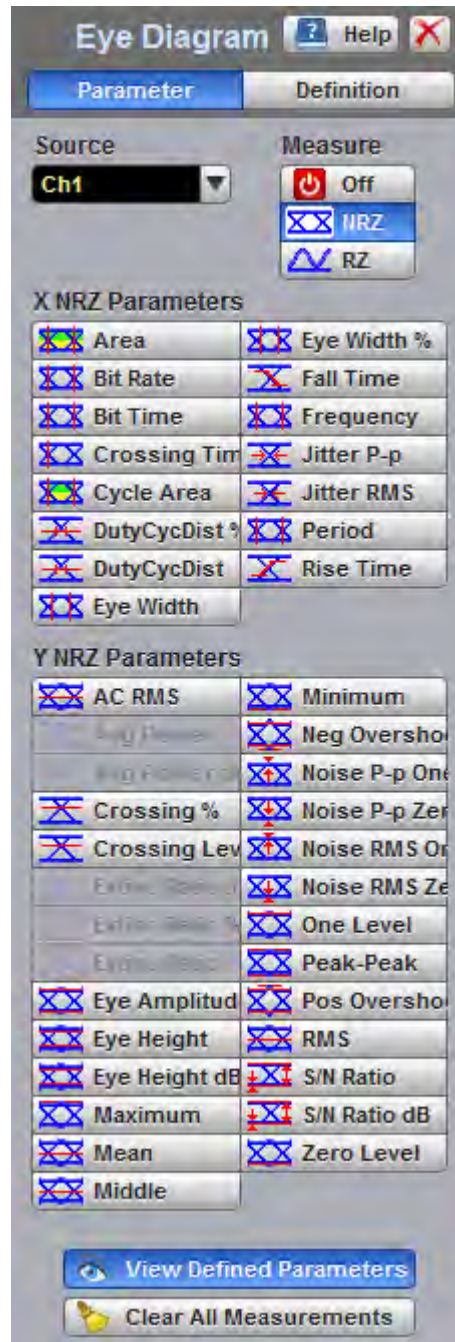 Eye Diagram
Help
Parameter
Definition
Source
Measure
Ch1
Off
NRZ
RZ
X NRZ Parameters
Area
Eye Width %
Bit Rate
Fall Time
Bit Time
Frequency
Crossing Tim
Jitter P-p
Cycle Area
Jitter RMS
DutyCycDist %
Period
DutyCycDist
Rise Time
Eye Width
Y NRZ Parameters
AC RMS
Minimum
Avg Power
Neg Oversho
Noise P-p One
Crossing %
Noise P-p Zer
Crossing Lev
Noise RMS On
Noise RMS Ze
One Level
Peak-Peak
Eye Amplitud
Pos Oversho
Eye Height
RMS
Eye Height dB
S/N Ratio
Maximum
S/N Ratio dB
Mean
Zero Level
Middle
View Defined Parameters
Clear All Measurements